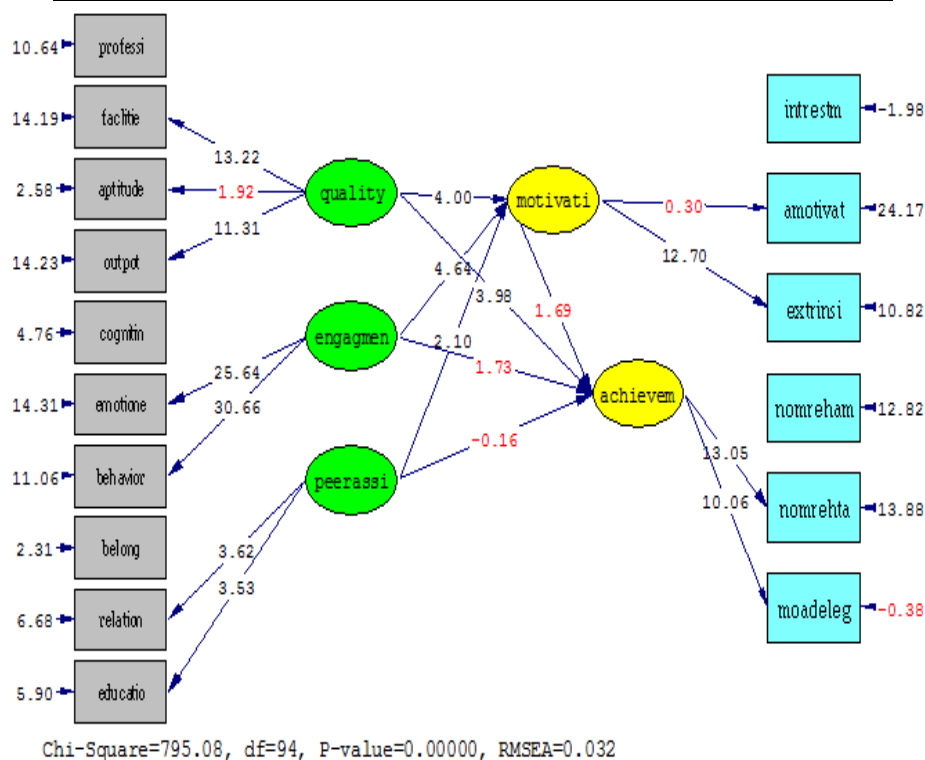 10.64 professi
14.19 faclitie
2.58 aptitude
14.23 outpot
4.76 cognitin
14.31 emotione
11.06 behavior
2.31 belong
6.68 relation
5.90 educatio
13.22
1.92
11.31
25.64
30.66
3.62
3.53
quality
engagmen
peerassi
4.00
4.64
3.98
2.10
1.73
-0.16
motivati
1.69
achievem
0.30
12.70
13.05
10.06
intrestm -1.98
amotivat 24.17
extrinsi 10.82
nomreham 12.82
nomrehta 13.88
moadeleg -0.38
Chi-Square=795.08, df=94, P-value=0.00000, RMSEA=0.032